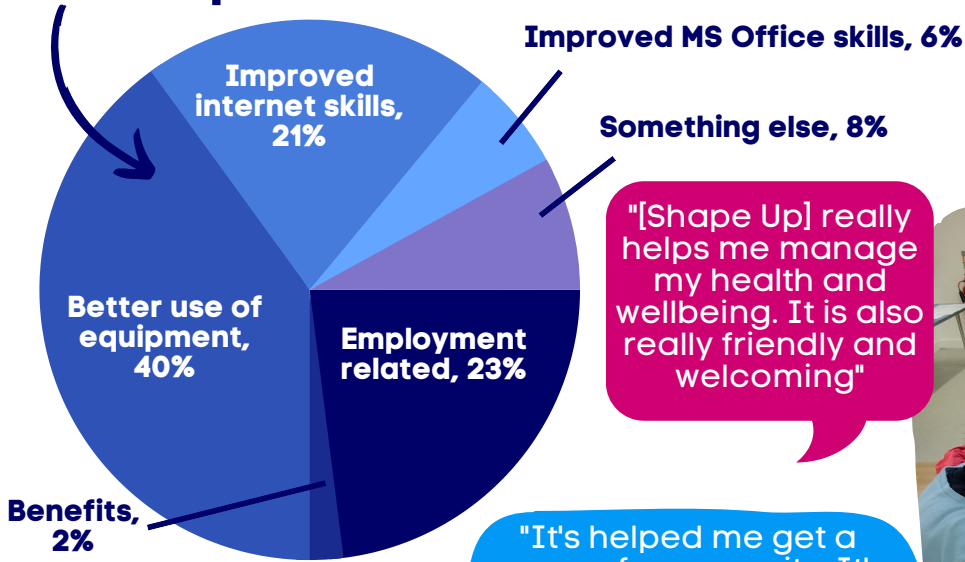 Improved MS Office skills, 6%
Improved
internet skills,
21%
Something else, 8%
"[Shape Up] really
helps me manage
my health and
wellbeing. It is also
really friendly and
welcoming"
Better use of
equipment,
40%
Employment
related, 23%
Benefits,
2%
"It's helped me get a